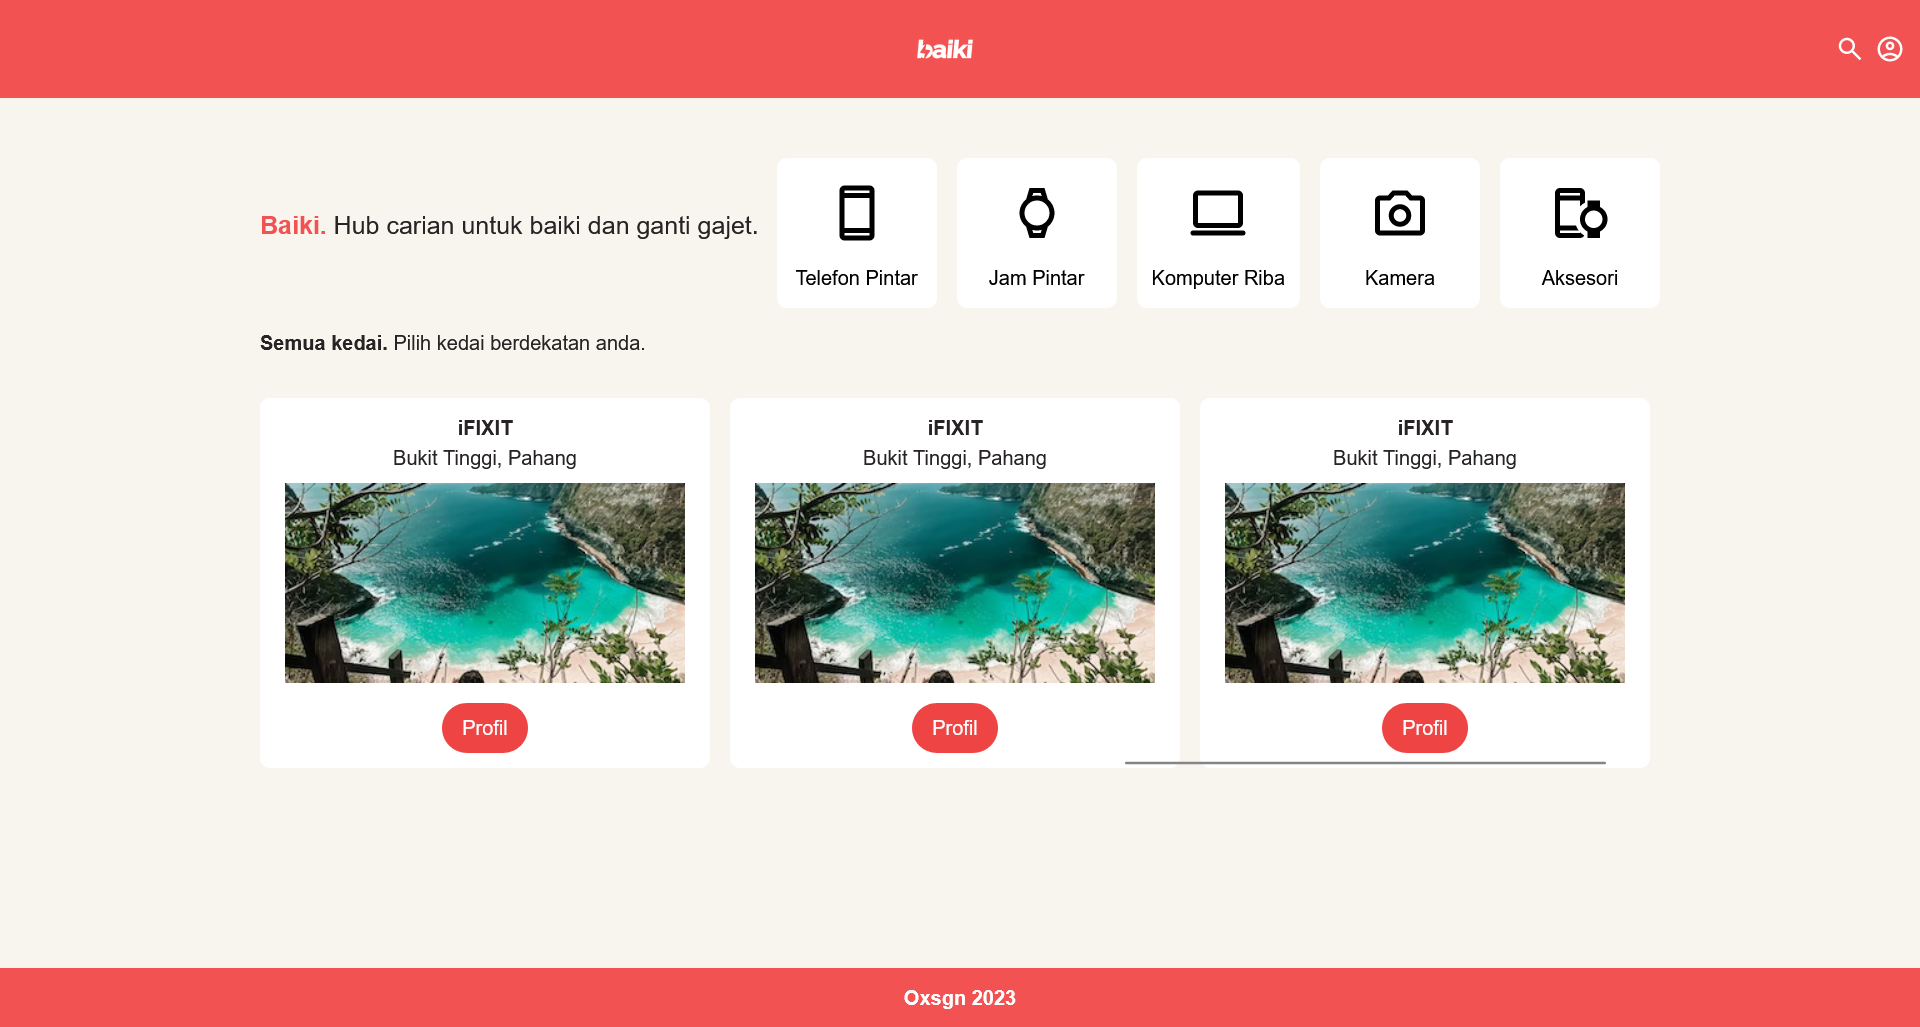 baiki
Baiki. Hub carian untuk baiki dan ganti gajet.
Telefon Pintar
Jam Pintar
Komputer Riba
Kamera
Aksesori
Semua kedai. Pilih kedai berdekatan anda.
iFIXIT
Bukit Tinggi, Pahang
Profil
iFIXIT
Bukit Tinggi, Pahang
Profil
iFIXIT
Bukit Tinggi, Pahang
Profil
Oxsgn 2023